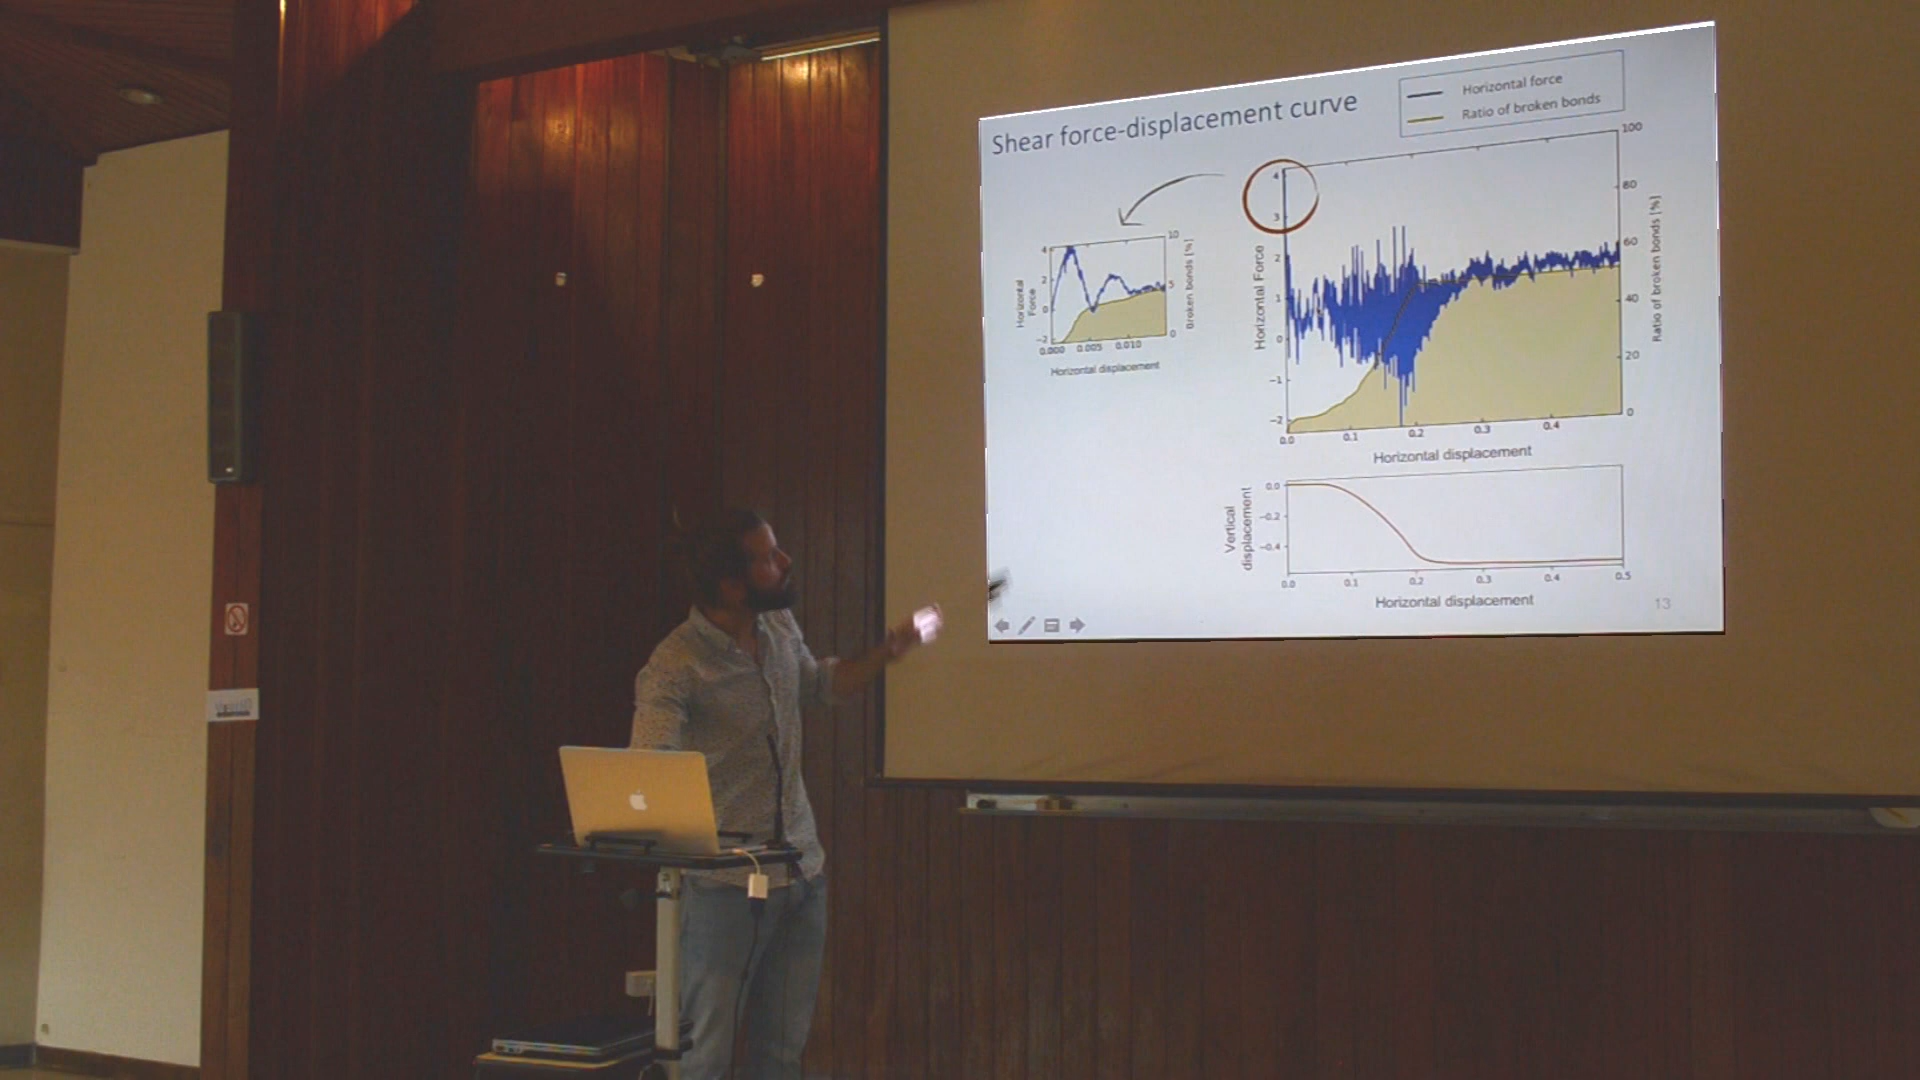 Shear force-displacement curve
Horizontal force
Ratio of broken bonds
4
2
0
−2
0.000 0.005 0.010
10
5
0
Horizontal
Force
Broken bonds [%]
Horizontal displacement
4
3
2
1
0
−1
−2
0.0 0.1 0.2 0.3 0.4
100
80
60
40
20
0
Horizontal Force
Ratio of broken bonds [%]
Horizontal displacement
0.0
−0.2
−0.4
0.0 0.1 0.2 0.3 0.4 0.5
Vertical
displacement
Horizontal displacement
13